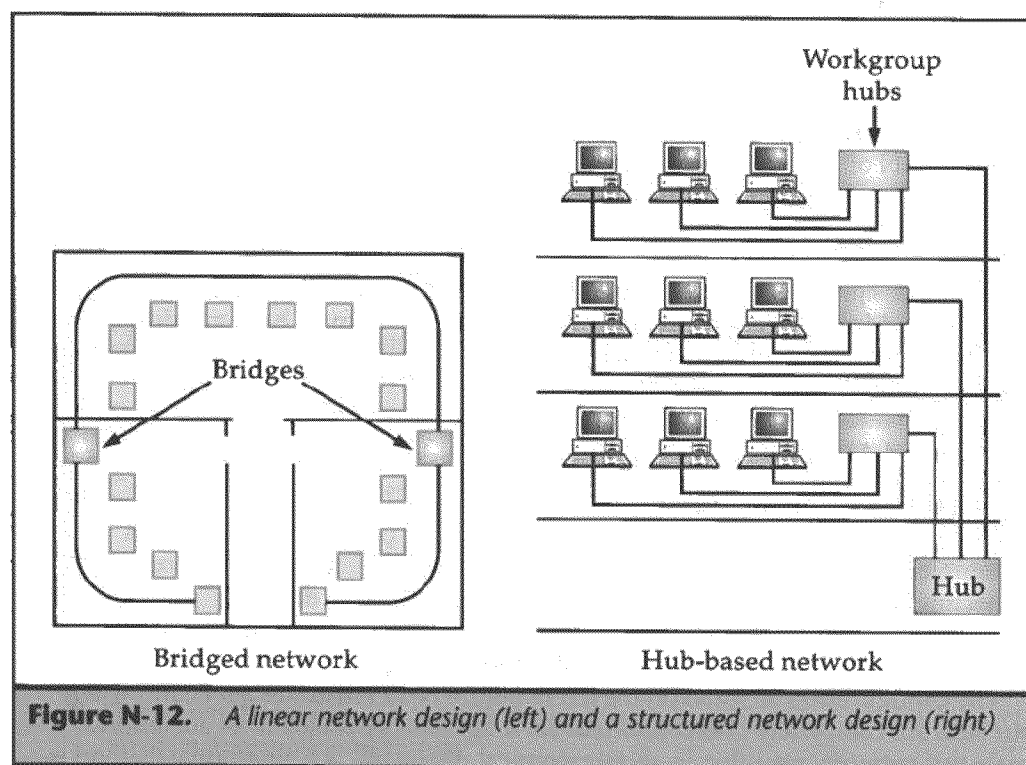 Workgroup
hubs
Bridges
Hub
Bridged network
Hub-based network
Figure N-12. A linear network design (left) and a structured network design (right)